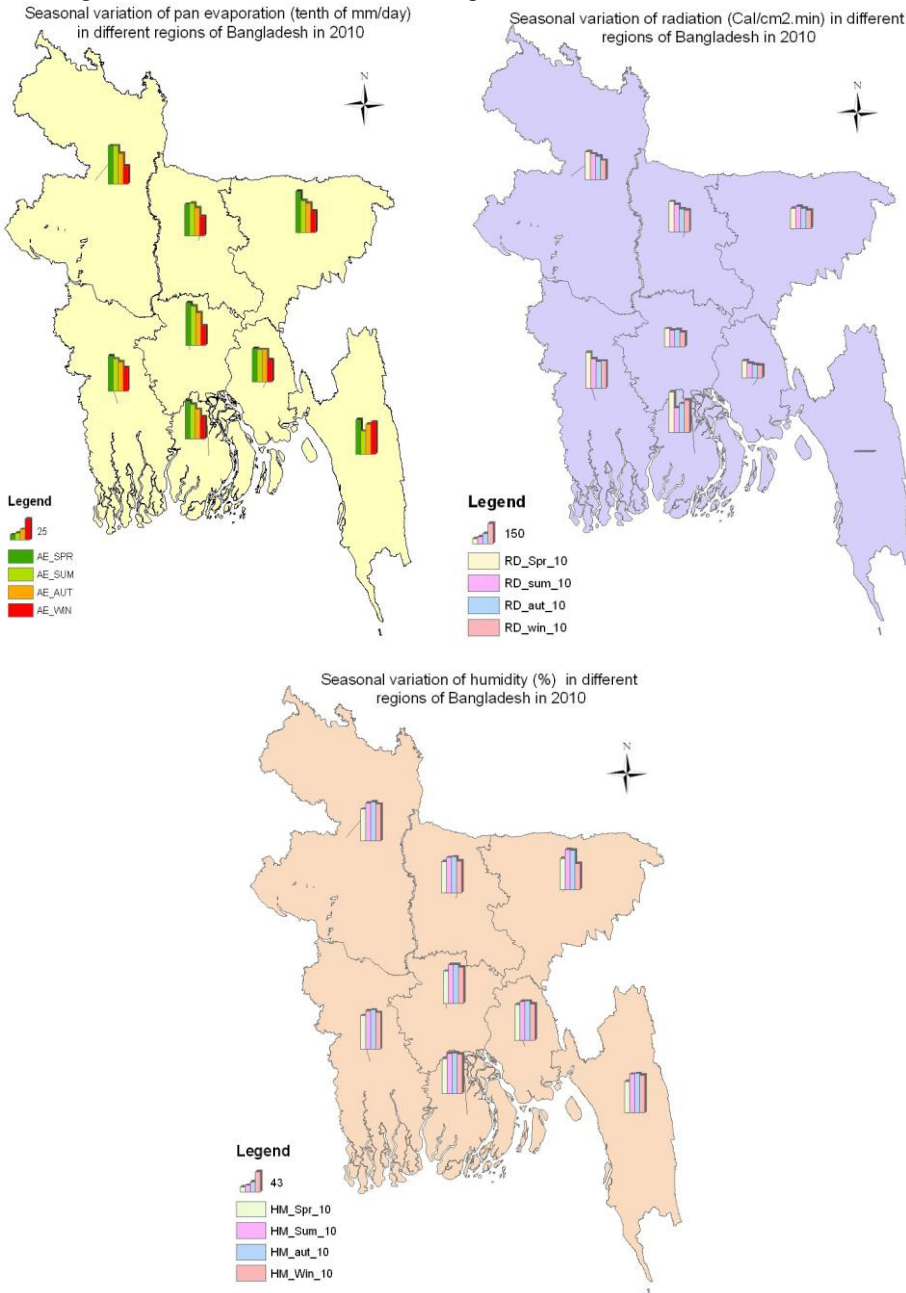 Seasonal variation of pan evaporation (tenth of mm/day)
in different regions of Bangladesh in 2010
N
Legend
25
AE_SPR
AE_SUM
AE_AUT
AE_WIN
Seasonal variation of radiation (Cal/cm2.min) in different
regions of Bangladesh in 2010
N
Legend
150
RD_Spr_10
RD_sum_10
RD_aut_10
RD_win_10
Seasonal variation of humidity (%) in different
regions of Bangladesh in 2010
N
Legend
43
HM_Spr_10
HM_Sum_10
HM_aut_10
HM_Win_10